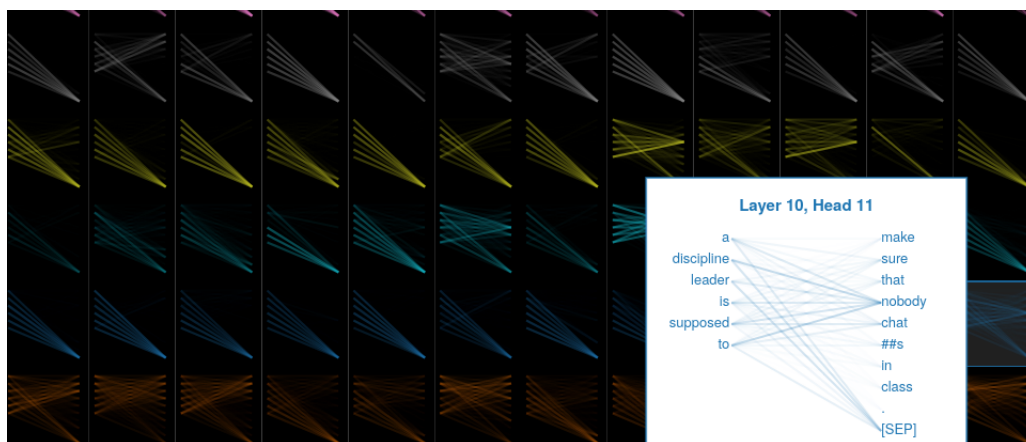 Layer 10, Head 11
a make
discipline sure
leader that
is nobody
supposed chat
to ##s
in
class
.
[SEP]